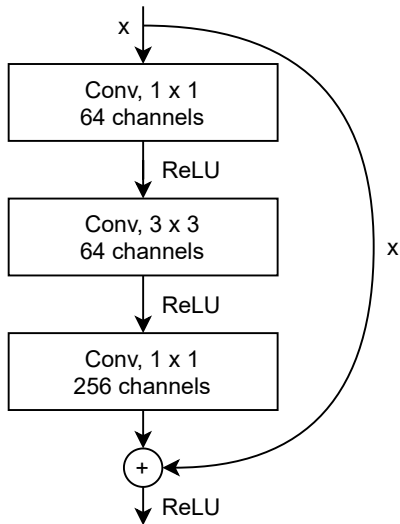 x
Conv, 1 x 1
64 channels
ReLU
Conv, 3 x 3
64 channels
x
ReLU
Conv, 1 x 1
256 channels
+
ReLU